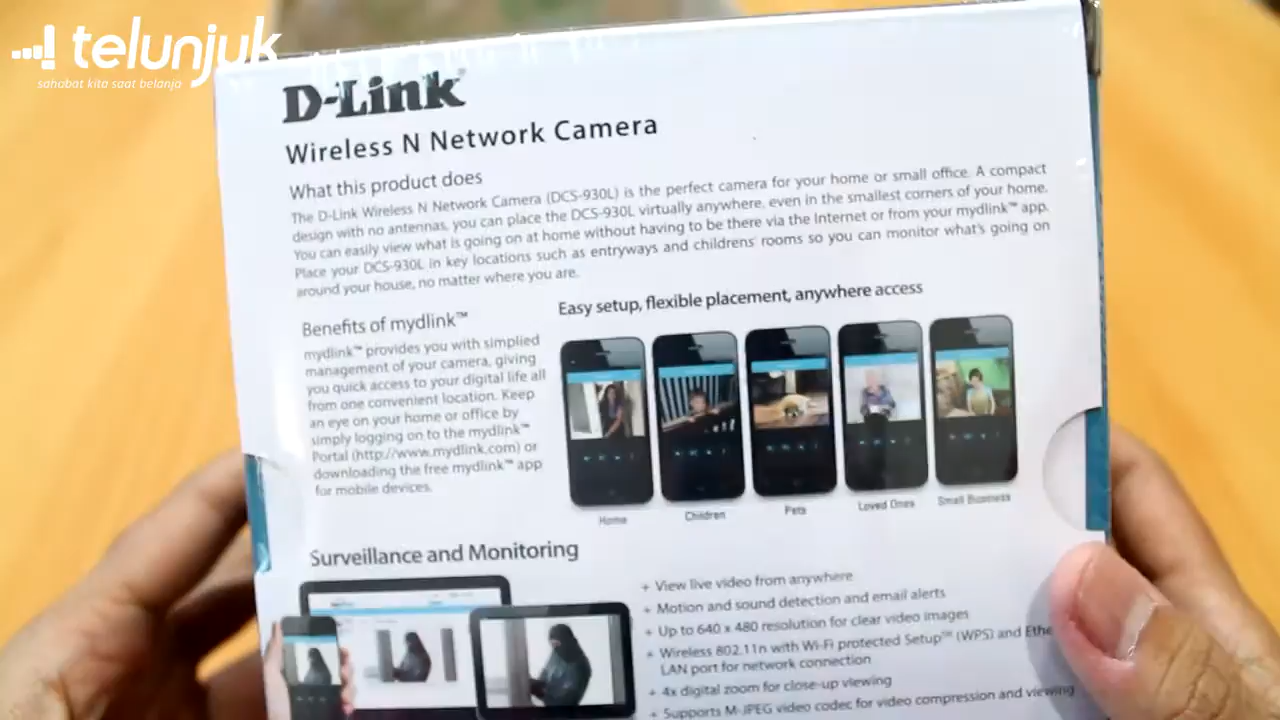 telunjuk
sahabat kita saat belanja
D-Link
Wireless N Network Camera
What this product does
The D-Link Wireless N Network Camera (DCS-930L) is the perfect camera for your home or small office. A compact
design with no antennas, you can place the DCS-930L virtually anywhere, even in the smallest corners of your home.
You can easily view what is going on at home without having to be there via the Internet or from your mydlink™ app.
Place your DCS-930L in key locations such as entryways and childrens' rooms so you can monitor what's going on
around your house, no matter where you are.
Benefits of mydlink™
mydlink™ provides you with simplied
management of your camera, giving
you quick access to your digital life all
from one convenient location. Keep
an eye on your home or office by
simply logging on to the mydlink™
Portal (http://www.mydlink.com) or
downloading the free mydlink™ app
for mobile devices.
Easy setup, flexible placement, anywhere access
Home
Children
Pets
Loved Ones
Small Business
Surveillance and Monitoring
+ View live video from anywhere
+ Motion and sound detection and email alerts
+ Up to 640 x 480 resolution for clear video images
+ Wireless 802.11n with Wi-Fi protected Setup™ (WPS) and Ethe
LAN port for network connection
+ 4x digital zoom for close-up viewing
+ Supports M-JPEG video codec for video compression and viewing